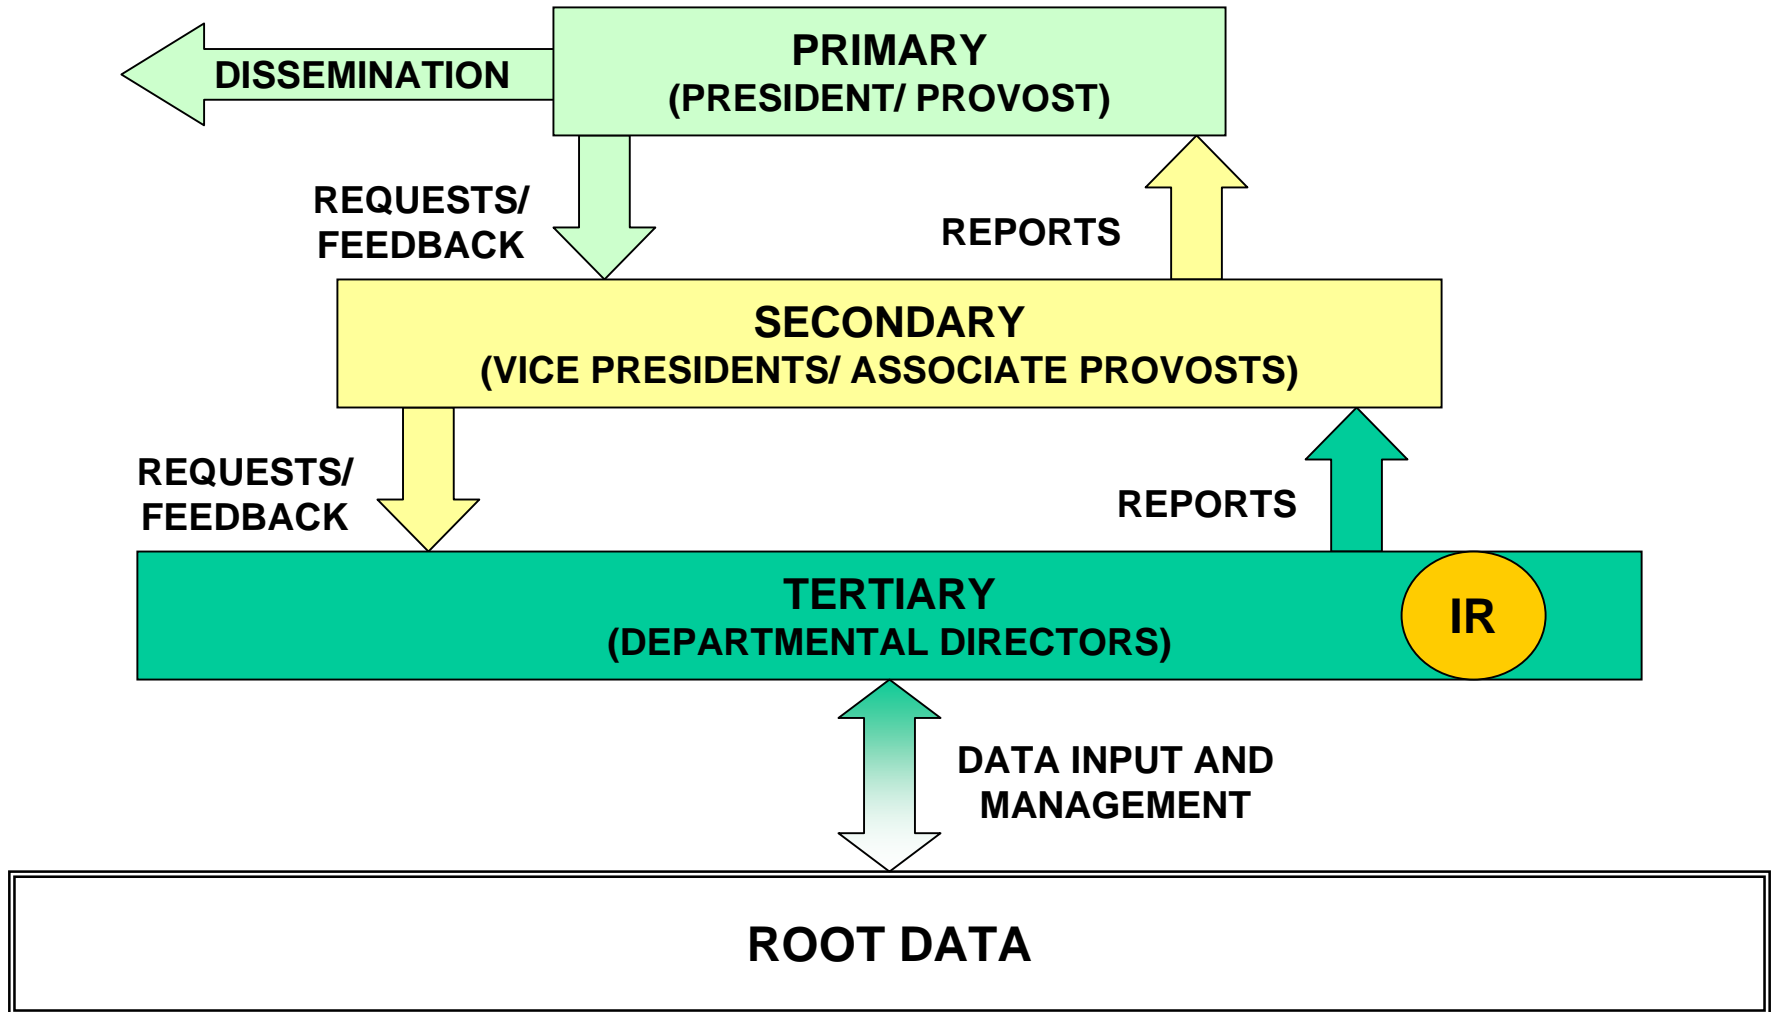 PRIMARY
(PRESIDENT/ PROVOST)
DISSEMINATION
REQUESTS/
FEEDBACK
REPORTS
SECONDARY
(VICE PRESIDENTS/ ASSOCIATE PROVOSTS)
REQUESTS/
FEEDBACK
REPORTS
TERTIARY
(DEPARTMENTAL DIRECTORS)
IR
DATA INPUT AND
MANAGEMENT
ROOT DATA